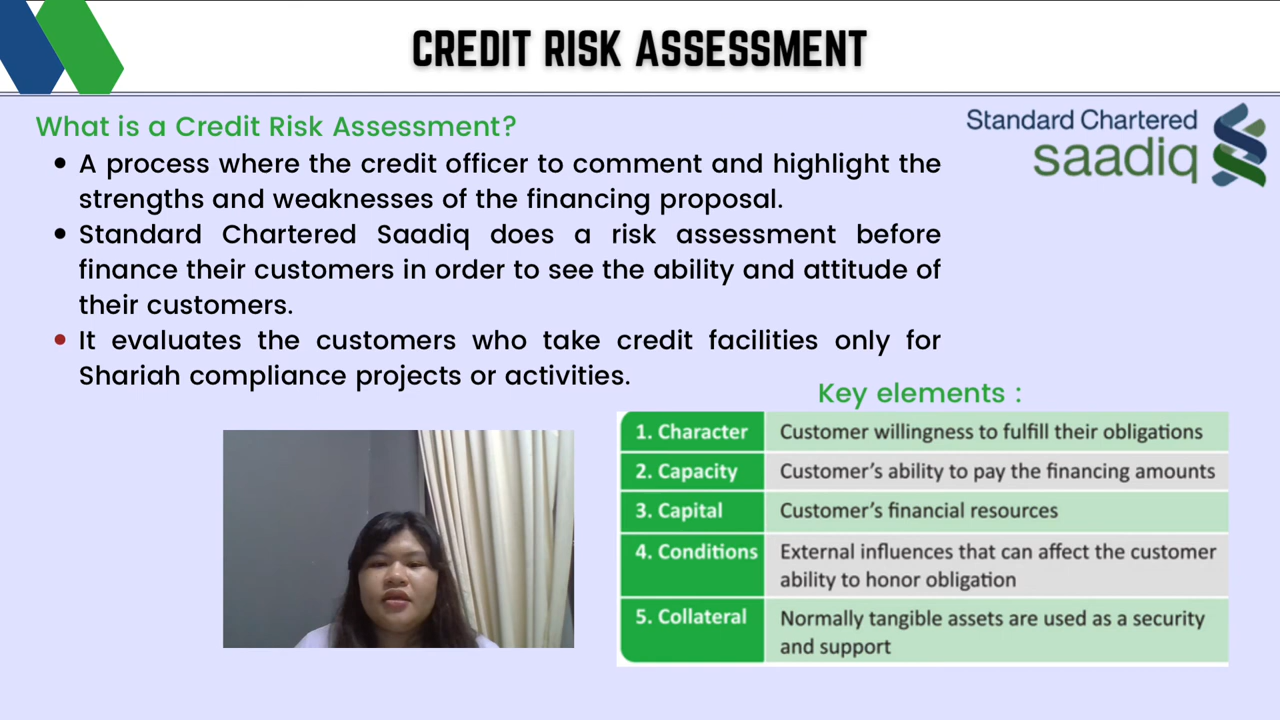 CREDIT RISK ASSESSMENT
What is a Credit Risk Assessment?
• A process where the credit officer to comment and highlight the
strengths and weaknesses of the financing proposal.
• Standard Chartered Saadiq does a risk assessment before
finance their customers in order to see the ability and attitude of
their customers.
• It evaluates the customers who take credit facilities only for
Shariah compliance projects or activities.
Standard Chartered
saadiq
Key elements :
1. Character Customer willingness to fulfill their obligations
2. Capacity Customer's ability to pay the financing amounts
3. Capital Customer's financial resources
4. Conditions External influences that can affect the customer
ability to honor obligation
5. Collateral Normally tangible assets are used as a security
and support